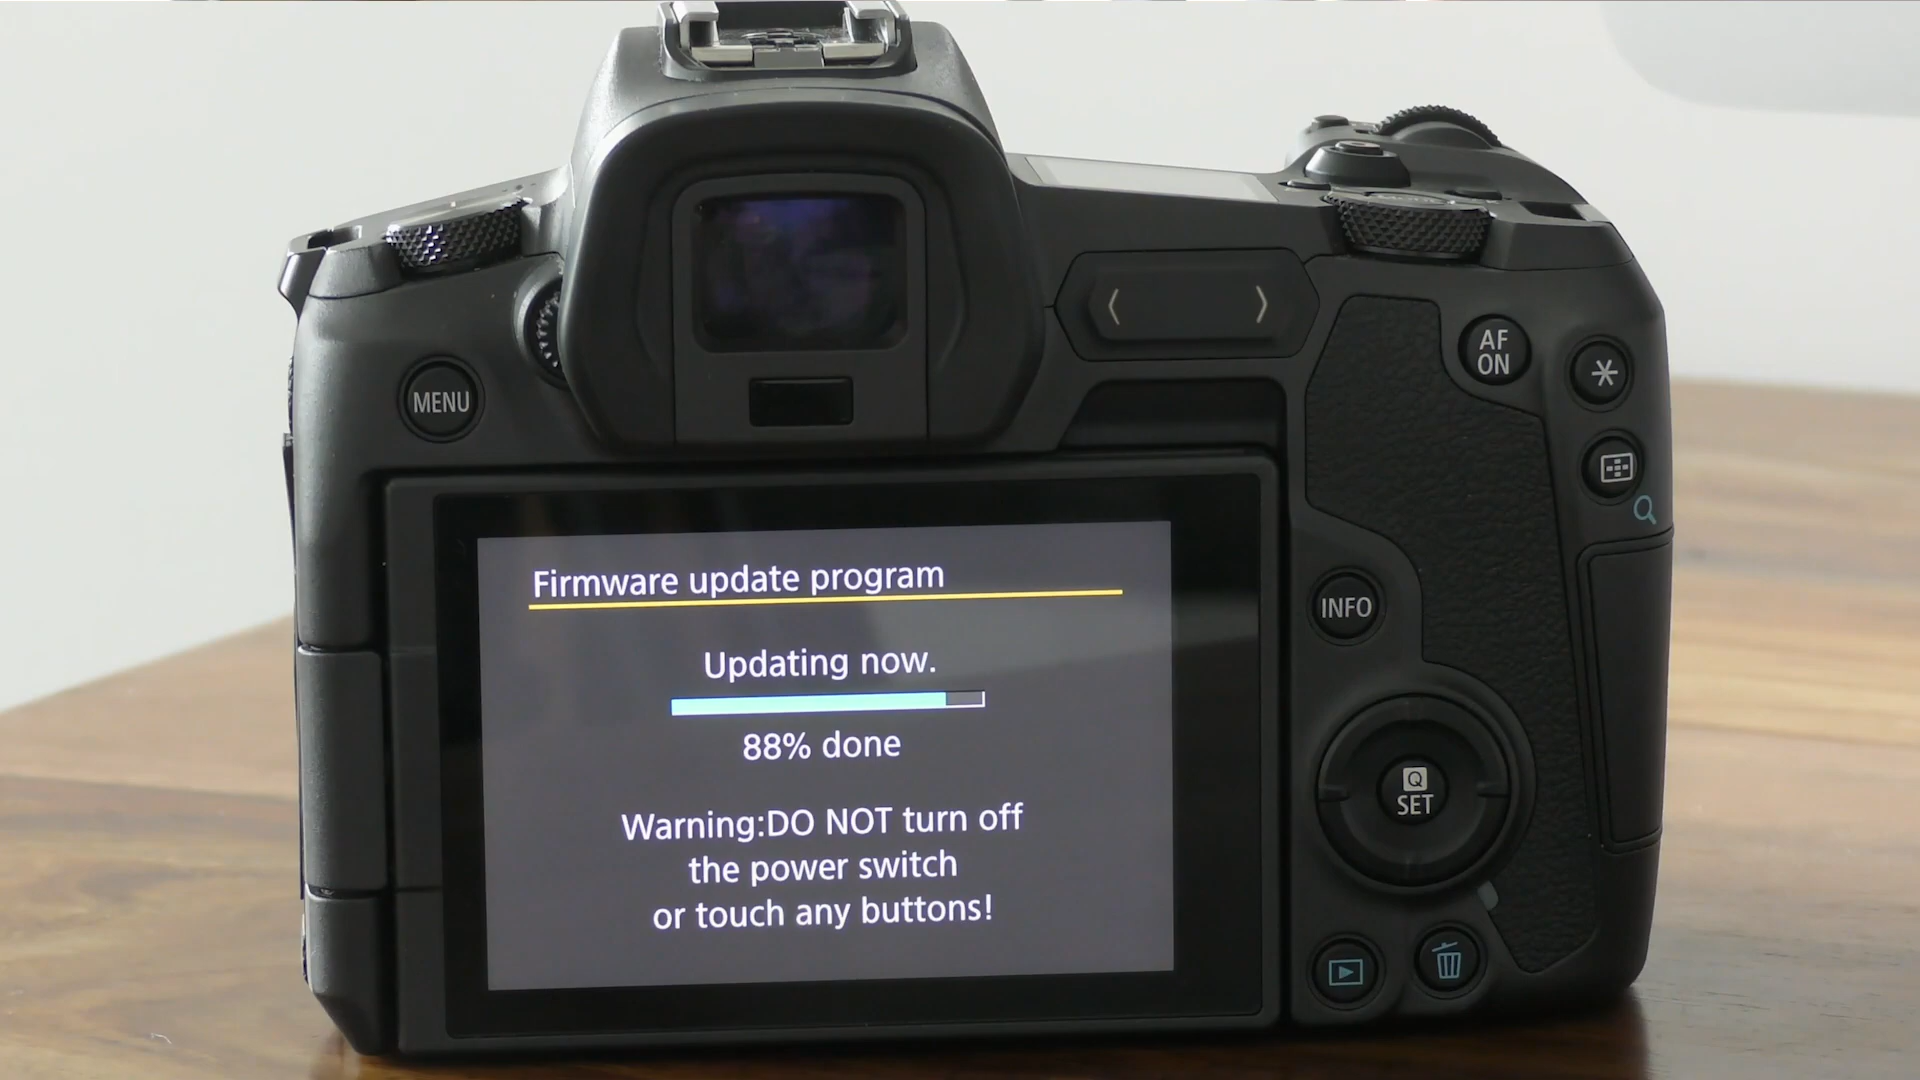 AF
ON
MENU
INFO
Firmware update program
Updating now.
88% done
Warning:DO NOT turn off
the power switch
or touch any buttons!
Q
SET